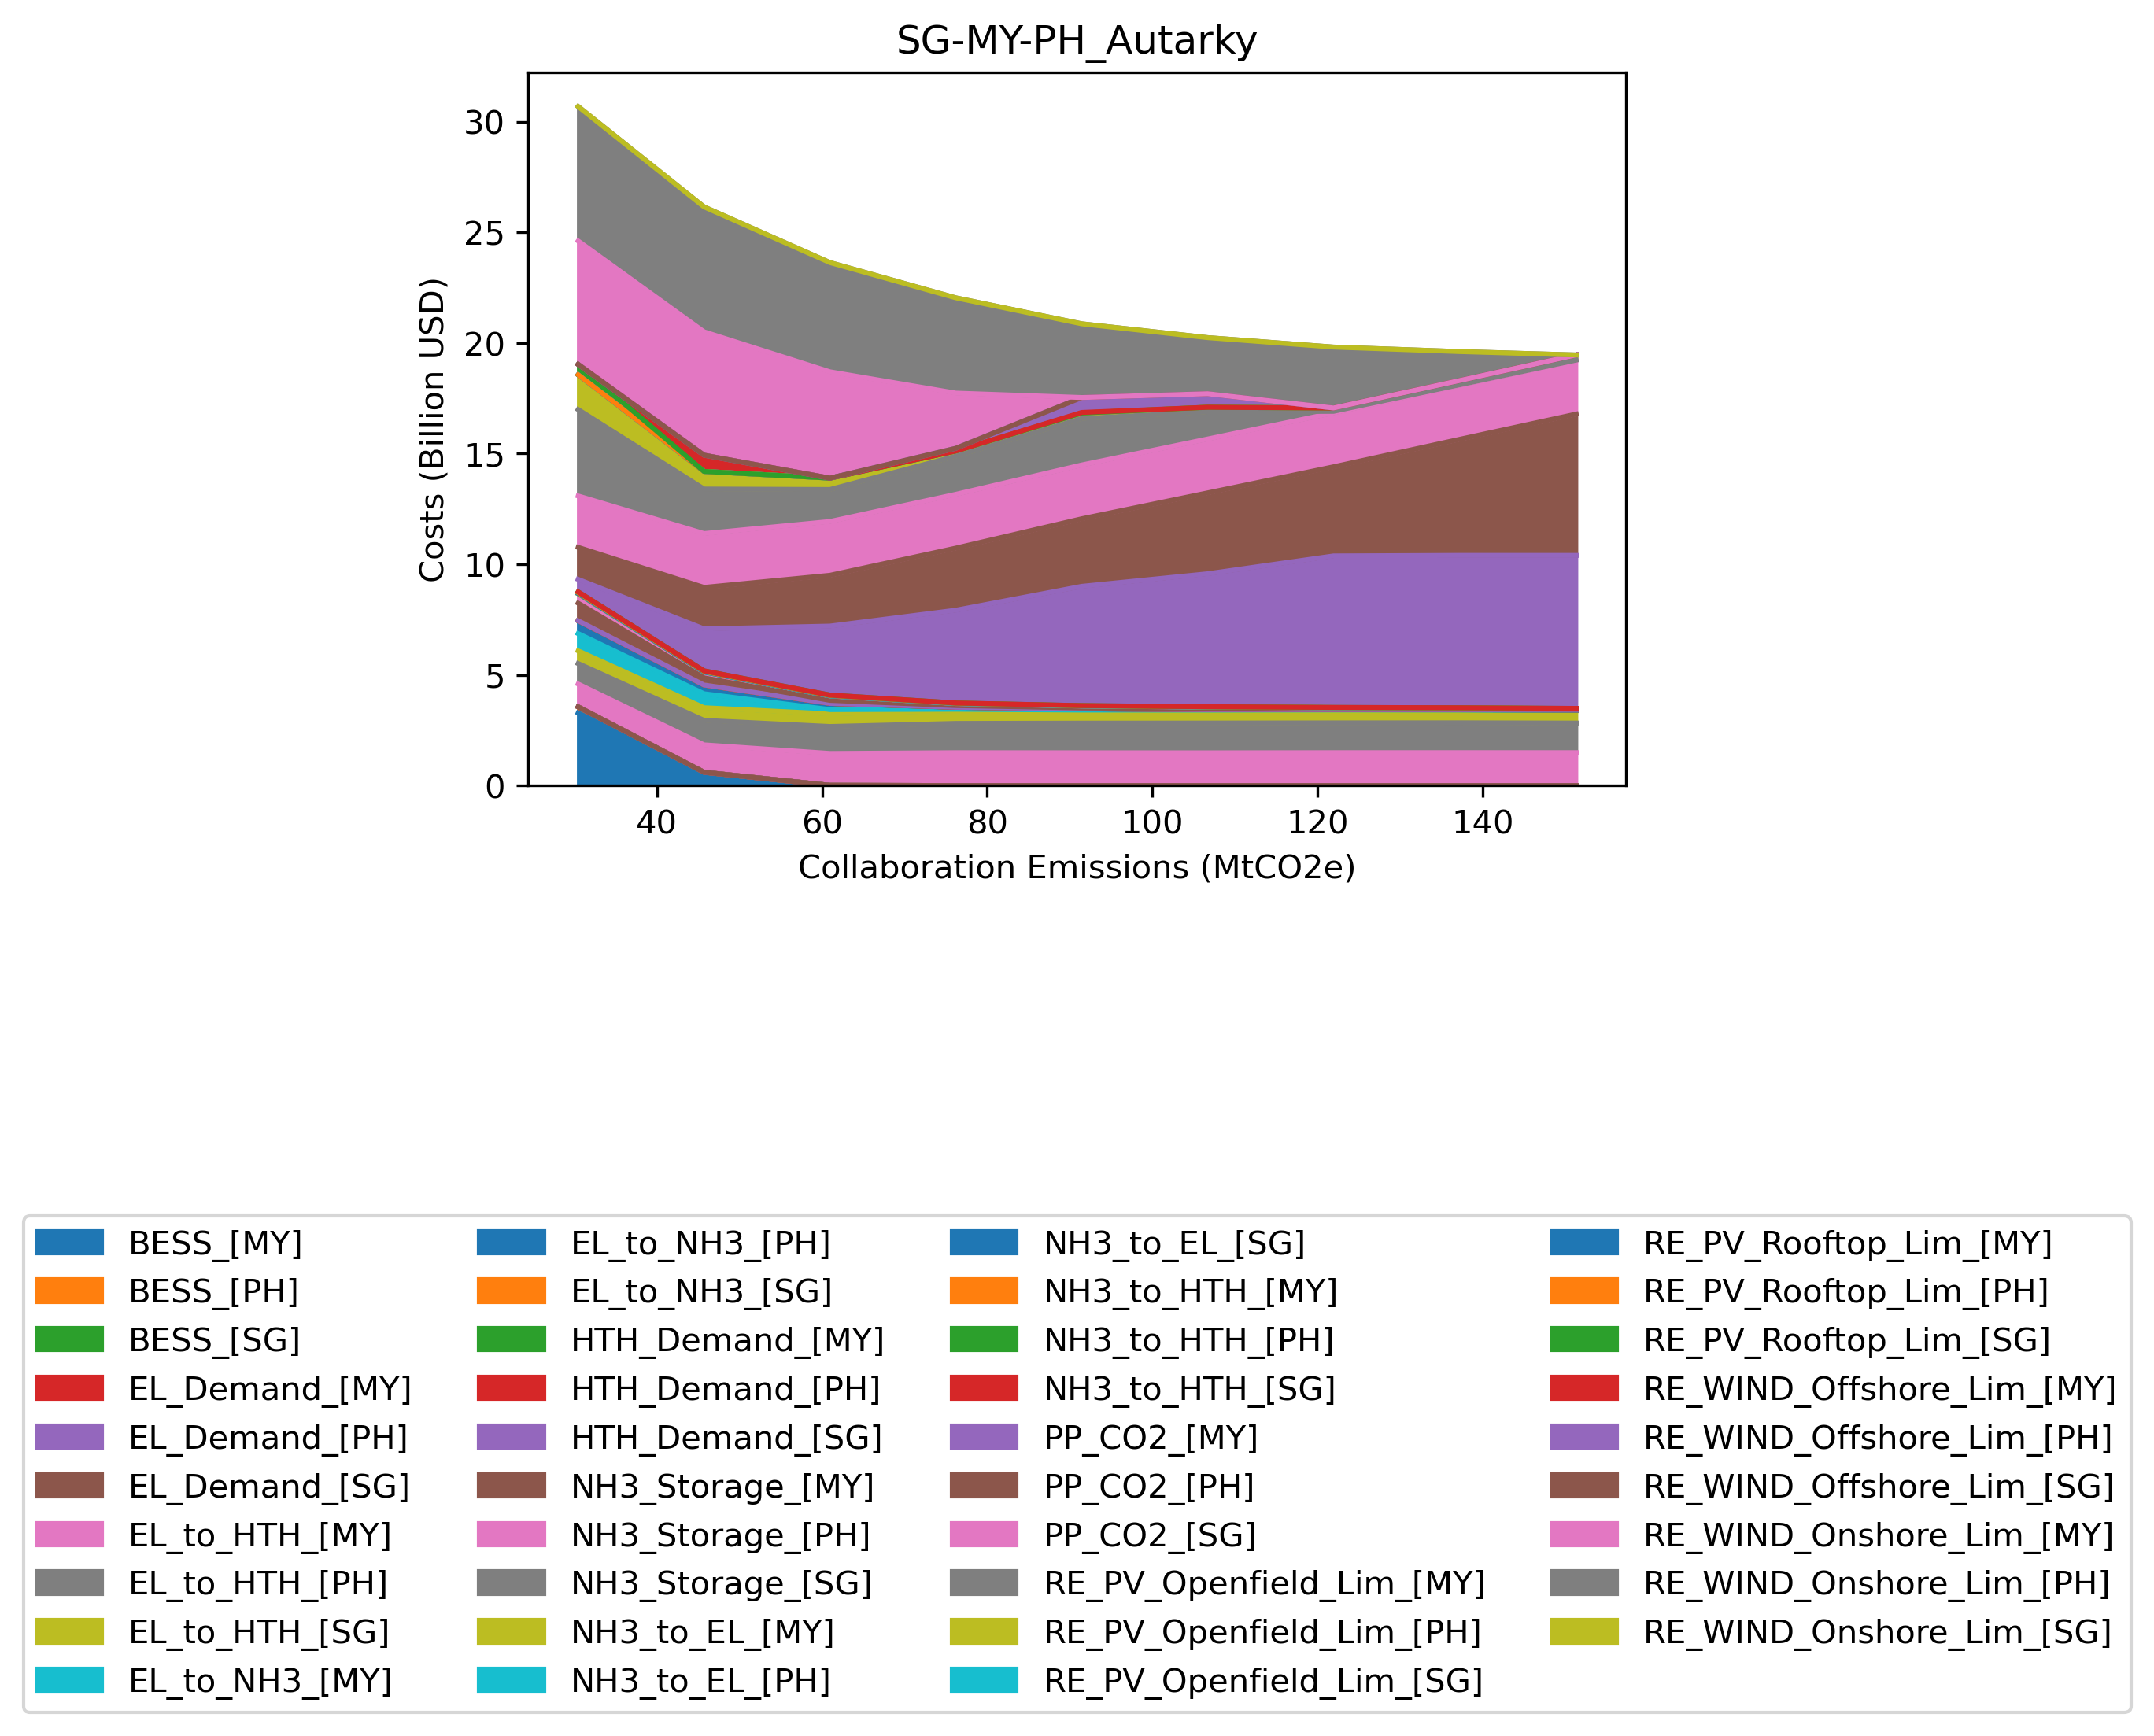 SG-MY-PH_Autarky
Costs (Billion USD)
30
25
20
15
10
5
0
40 60 80 100 120 140
Collaboration Emissions (MtCO2e)
BESS_[MY]
BESS_[PH]
BESS_[SG]
EL_Demand_[MY]
EL_Demand_[PH]
EL_Demand_[SG]
EL_to_HTH_[MY]
EL_to_HTH_[PH]
EL_to_HTH_[SG]
EL_to_NH3_[MY]
EL_to_NH3_[PH]
EL_to_NH3_[SG]
HTH_Demand_[MY]
HTH_Demand_[PH]
HTH_Demand_[SG]
NH3_Storage_[MY]
NH3_Storage_[PH]
NH3_Storage_[SG]
NH3_to_EL_[MY]
NH3_to_EL_[PH]
NH3_to_EL_[SG]
NH3_to_HTH_[MY]
NH3_to_HTH_[PH]
NH3_to_HTH_[SG]
PP_CO2_[MY]
PP_CO2_[PH]
PP_CO2_[SG]
RE_PV_Openfield_Lim_[MY]
RE_PV_Openfield_Lim_[PH]
RE_PV_Openfield_Lim_[SG]
RE_PV_Rooftop_Lim_[MY]
RE_PV_Rooftop_Lim_[PH]
RE_PV_Rooftop_Lim_[SG]
RE_WIND_Offshore_Lim_[MY]
RE_WIND_Offshore_Lim_[PH]
RE_WIND_Offshore_Lim_[SG]
RE_WIND_Onshore_Lim_[MY]
RE_WIND_Onshore_Lim_[PH]
RE_WIND_Onshore_Lim_[SG]